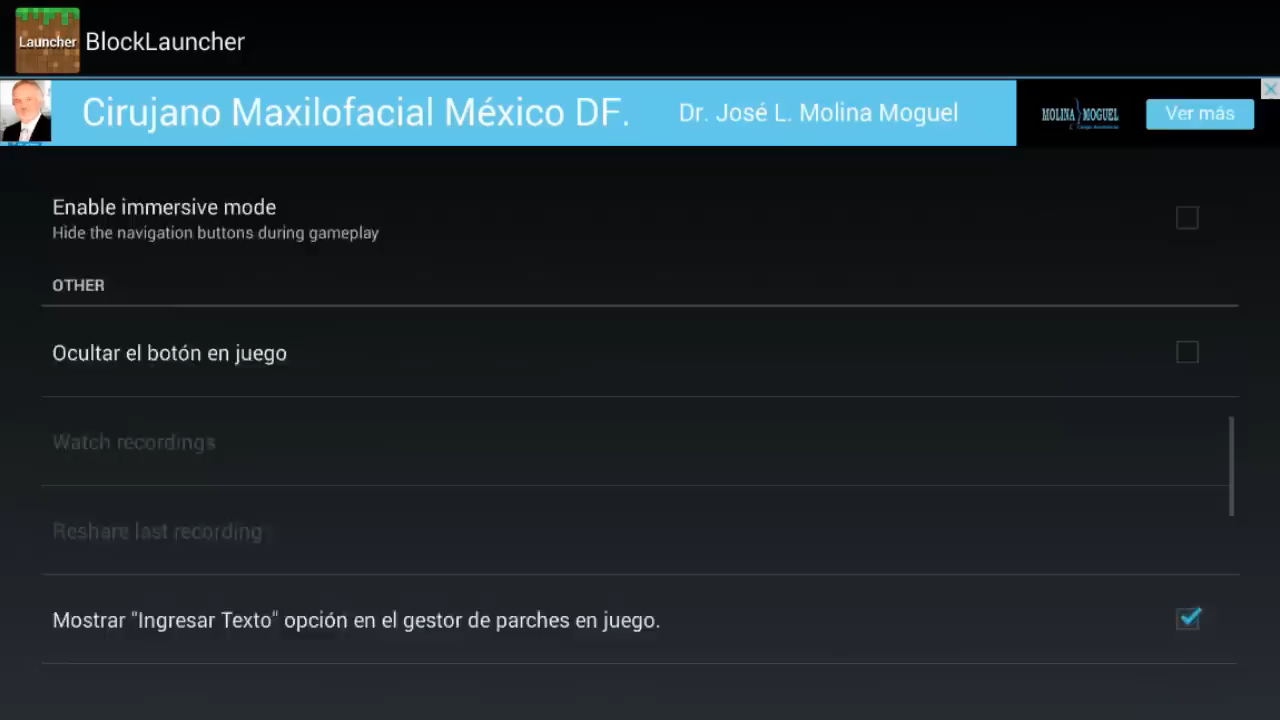 Launcher
BlockLauncher
Cirujano Maxilofacial México DF.
Dr. José L. Molina Moguel
MOLINA MOGUEL
Ver más
Enable immersive mode
Hide the navigation buttons during gameplay
OTHER
Ocultar el botón en juego
Watch recordings
Reshare last recording
Mostrar "Ingresar Texto" opción en el gestor de parches en juego.